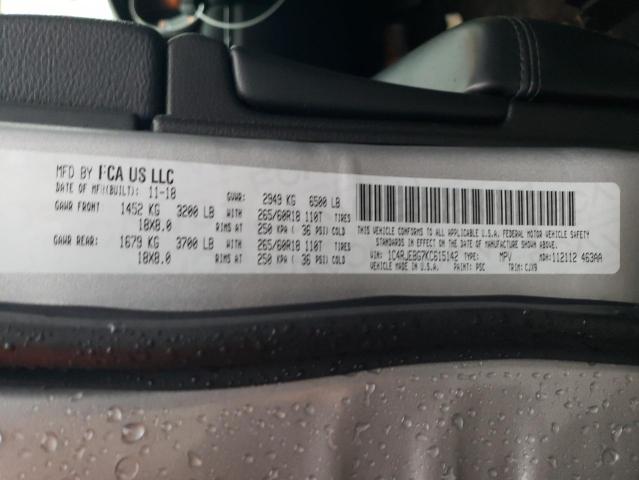 MFD BY FCA US LLC
DATE OF MFR(BUILT): 11-18 GVWR: 2949 KG 6500 LB
GAWR FRONT 1452 KG 3200 LB WITH 265/60R18 110T TIRES
18X8.0 RIMS AT 250 KPA ( 36 PSI) COLD
GAWR REAR: 1679 KG 3700 LB WITH 265/60R18 110T TIRES
18X8.0 RIMS AT 250 KPA ( 36 PSI) COLD
THIS VEHICLE CONFORMS TO ALL APPLICABLE U.S.A. FEDERAL MOTOR VEHICLE SAFETY
STANDARDS IN EFFECT ON THE DATE OF MANUFACTURE SHOWN ABOVE.
VIN: 1C4RJEBG7KC615142 TYPE: MPV MDH: 112112 463AA
VEHICLE MADE IN U.S.A. PAINT: PSC TRIM: CJX9